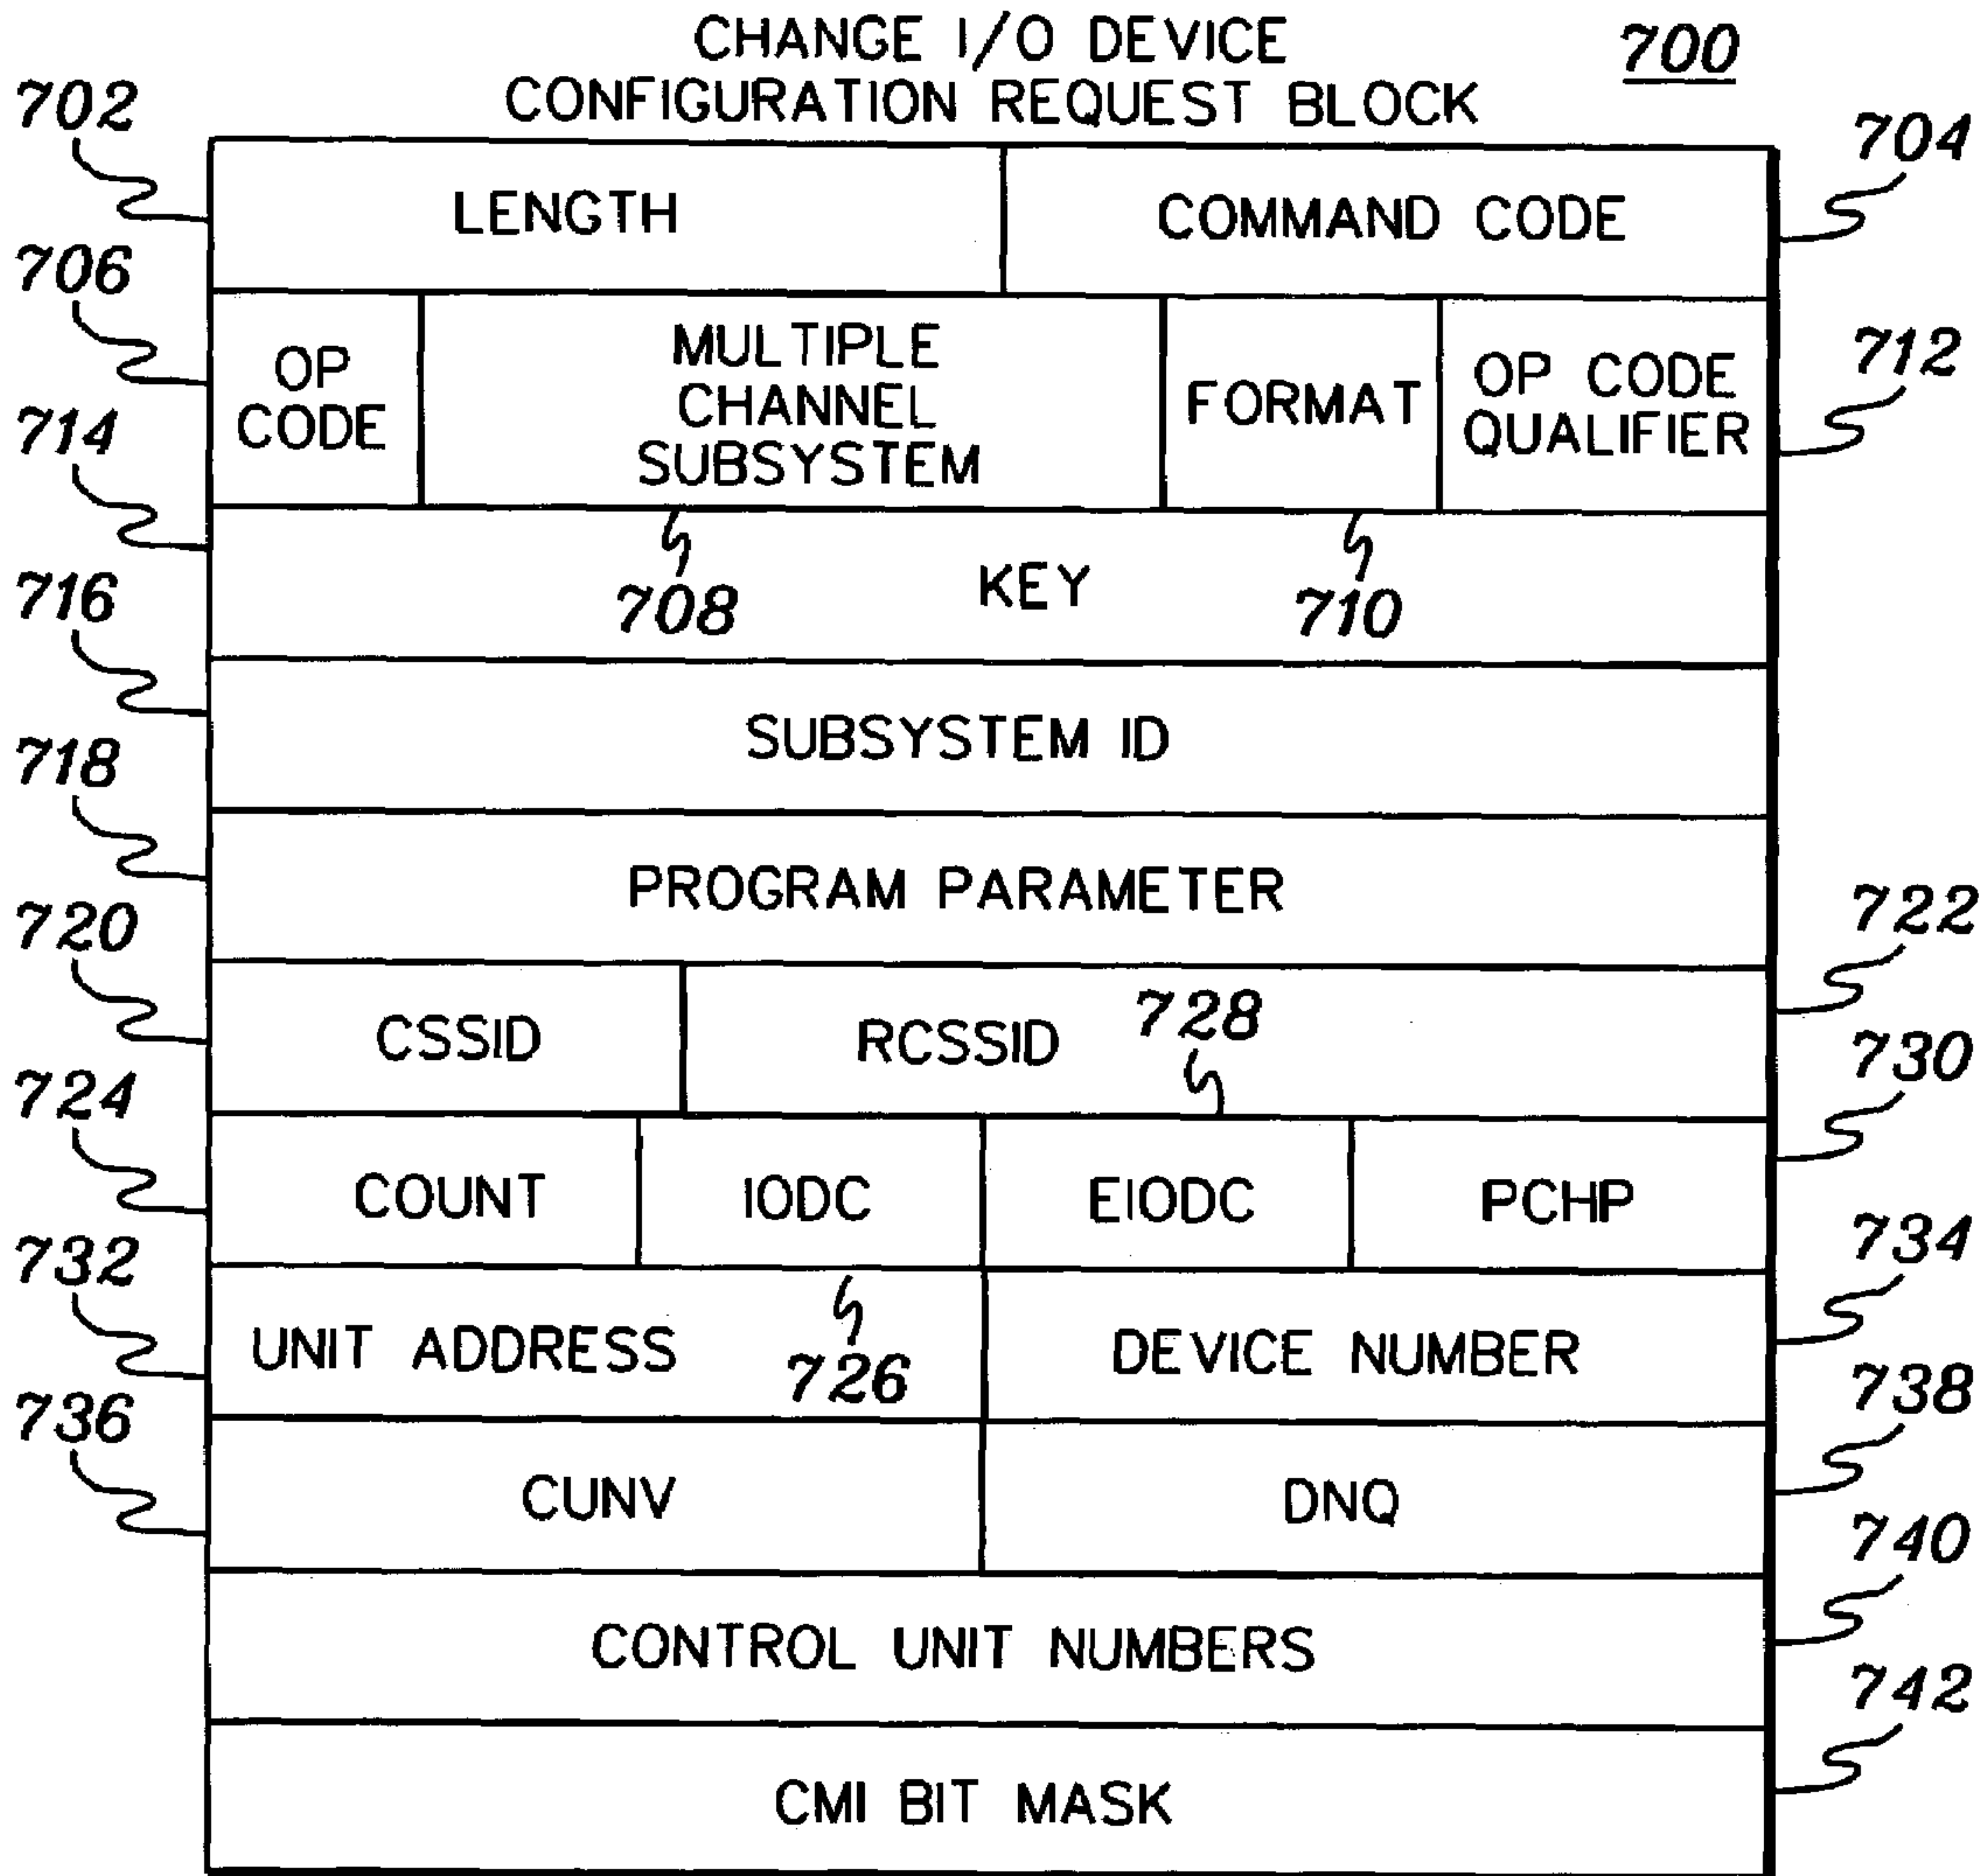 CHANGE I/O DEVICE
CONFIGURATION REQUEST BLOCK
700
702
704
LENGTH
COMMAND CODE
706
OP
CODE
MULTIPLE
CHANNEL
SUBSYSTEM
FORMAT
OP CODE
QUALIFIER
712
714
KEY
708
710
716
SUBSYSTEM ID
718
PROGRAM PARAMETER
720
722
CSSID
RCSSID
728
724
730
COUNT
IODC
EIODC
PCHP
732
734
UNIT ADDRESS
726
DEVICE NUMBER
736
738
CUNV
DNQ
740
CONTROL UNIT NUMBERS
742
CMI BIT MASK